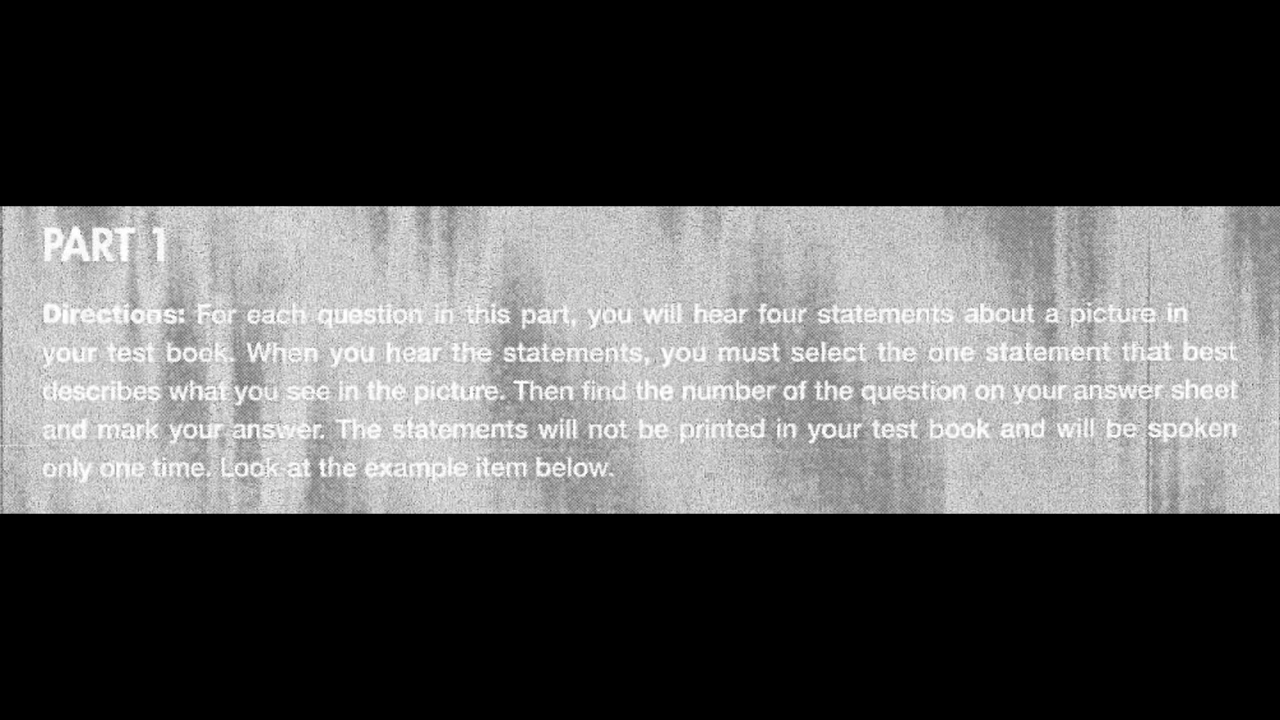 PART 1
Directions: For each question in this part, you will hear four statements about a picture in
your test book. When you hear the statements, you must select the one statement that best
describes what you see in the picture. Then find the number of the question on your answer sheet
and mark your answer. The statements will not be printed in your test book and will be spoken
only one time. Look at the example item below.